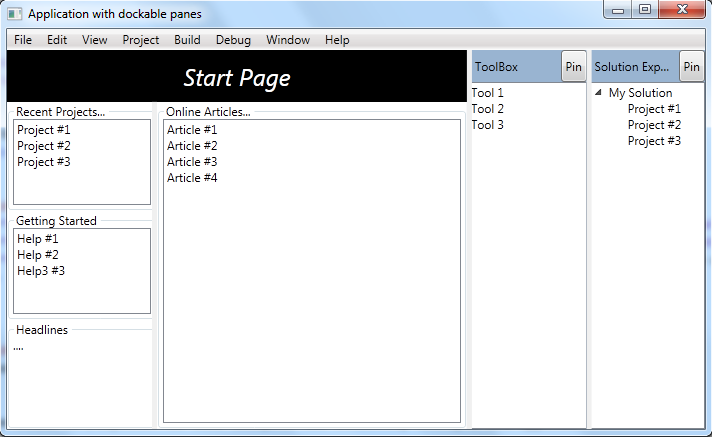 Application with dockable panes
File Edit View Project Build Debug Window Help
Start Page
Recent Projects...
Project #1
Project #2
Project #3
Getting Started
Help #1
Help #2
Help3 #3
Headlines
....
Online Articles...
Article #1
Article #2
Article #3
Article #4
ToolBox Pin
Tool 1
Tool 2
Tool 3
Solution Exp... Pin
My Solution
Project #1
Project #2
Project #3